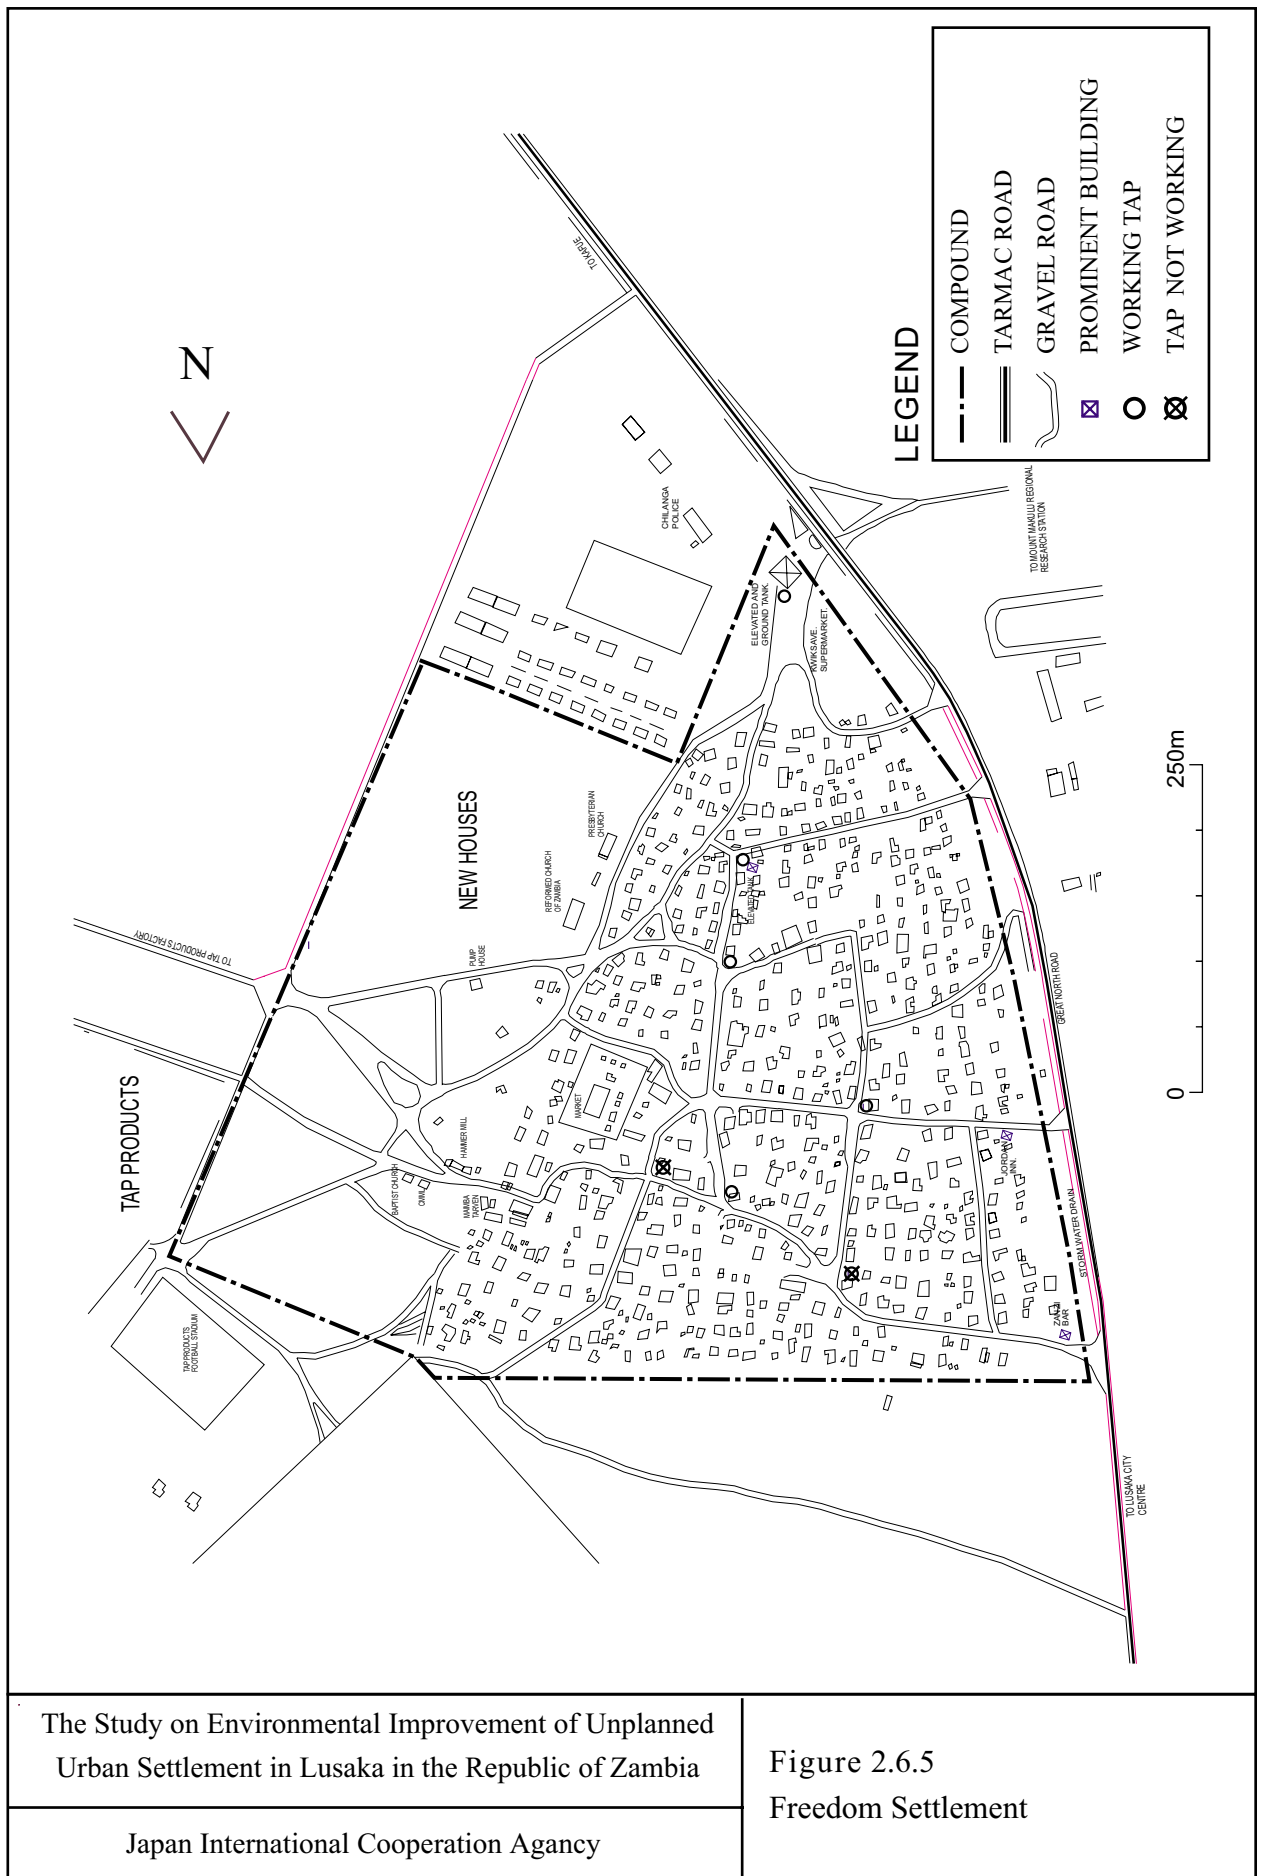 N
TO KAFUE
LEGEND
COMPOUND
TARMAC ROAD
GRAVEL ROAD
PROMINENT BUILDING
WORKING TAP
TAP NOT WORKING
CHILANGA
POLICE
TO MOUNT MAKULU REGIONAL
RESEARCH STATION
ELEVATED AND
GROUND TANK.
KWIKSAVE.
SUPERMARKET.
NEW HOUSES
PRESBYTERIAN
CHURCH
REFORMED CHURCH
OF ZAMBIA
ELEVATED TANK
PUMP
HOUSE
TO TAP PRODUCTS FACTORY
GREAT NORTH ROAD
250m
0
TAP PRODUCTS
MARKET
HAMMER MILL
BAPTIST CHURCH
CMML
MAIMBA
TARVEN
JORDAN
INN.
STORM WATER DRAIN
ZANZI
BAR
TAP PRODUCTS
FOOTBALL STADIUM
TO LUSAKA CITY
CENTRE
The Study on Environmental Improvement of Unplanned
Urban Settlement in Lusaka in the Republic of Zambia
Japan International Cooperation Agancy
Figure 2.6.5
Freedom Settlement